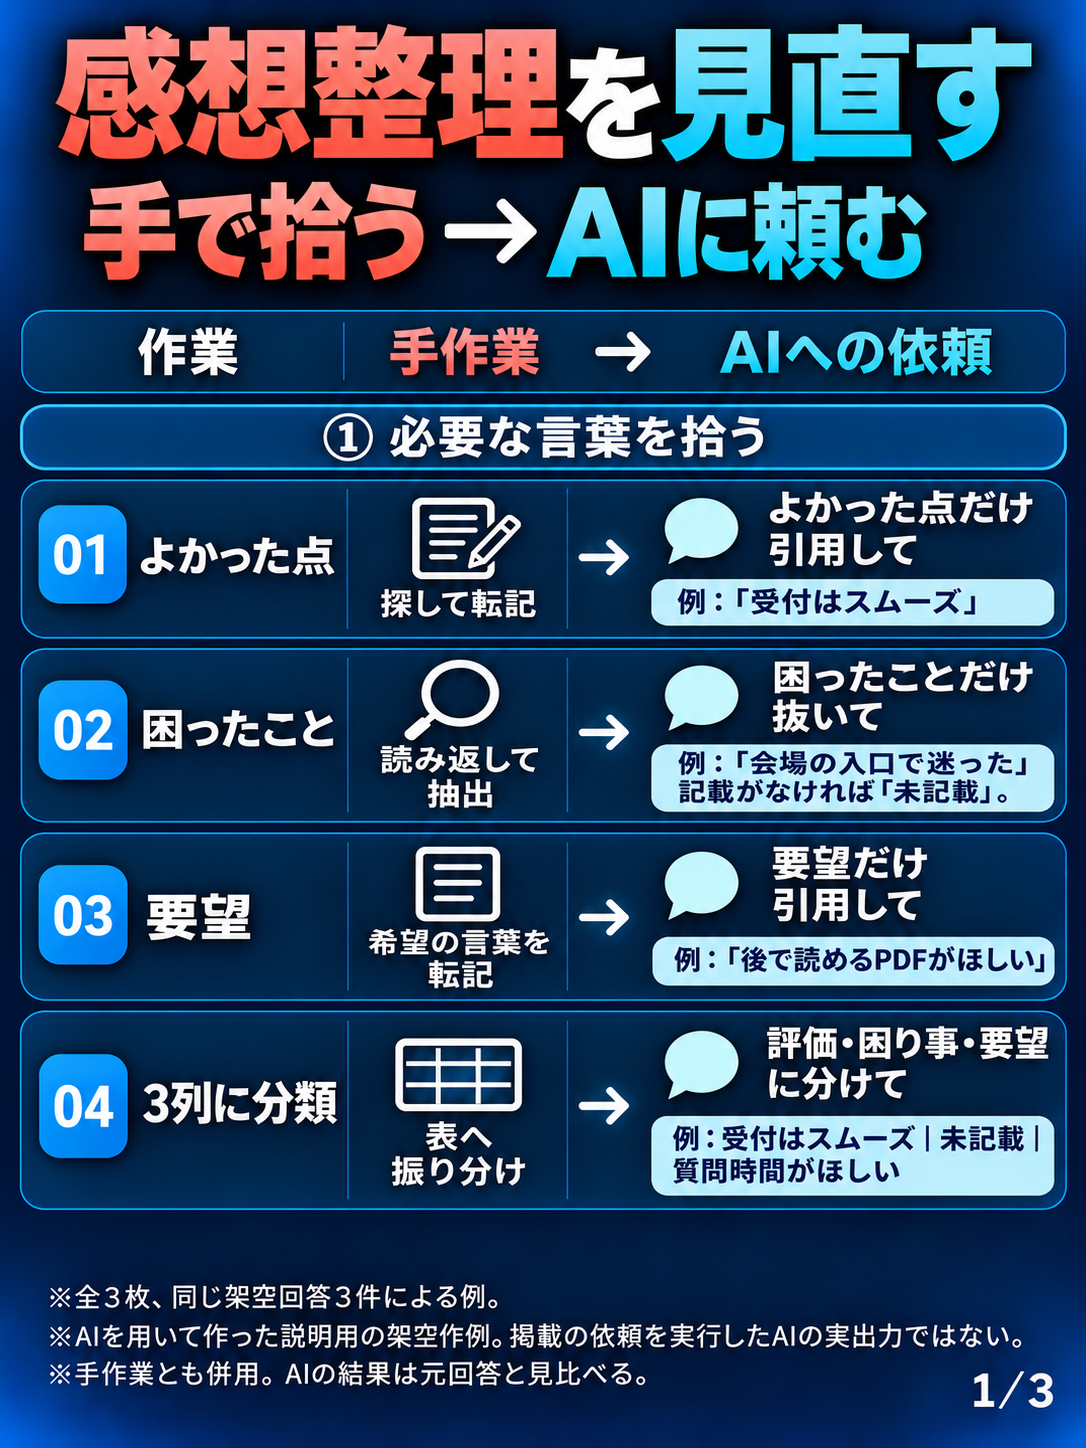 感想整理を見直す
手で拾う→AIに頼む
作業 手作業 → AIへの依頼
① 必要な言葉を拾う
01 よかった点
探して転記
→
よかった点だけ
引用して
例：「受付はスムーズ」
02 困ったこと
読み返して
抽出
→
困ったことだけ
抜いて
例：「会場の入口で迷った」
記載がなければ「未記載」。
03 要望
希望の言葉を
転記
→
要望だけ
引用して
例：「後で読めるPDFがほしい」
04 3列に分類
表へ
振り分け
→
評価・困り事・要望
に分けて
例：受付はスムーズ｜未記載｜
質問時間がほしい
※全３枚、同じ架空回答３件による例。
※AIを用いて作った説明用の架空作例。掲載の依頼を実行したAIの実出力ではない。
※手作業とも併用。AIの結果は元回答と見比べる。
1/3